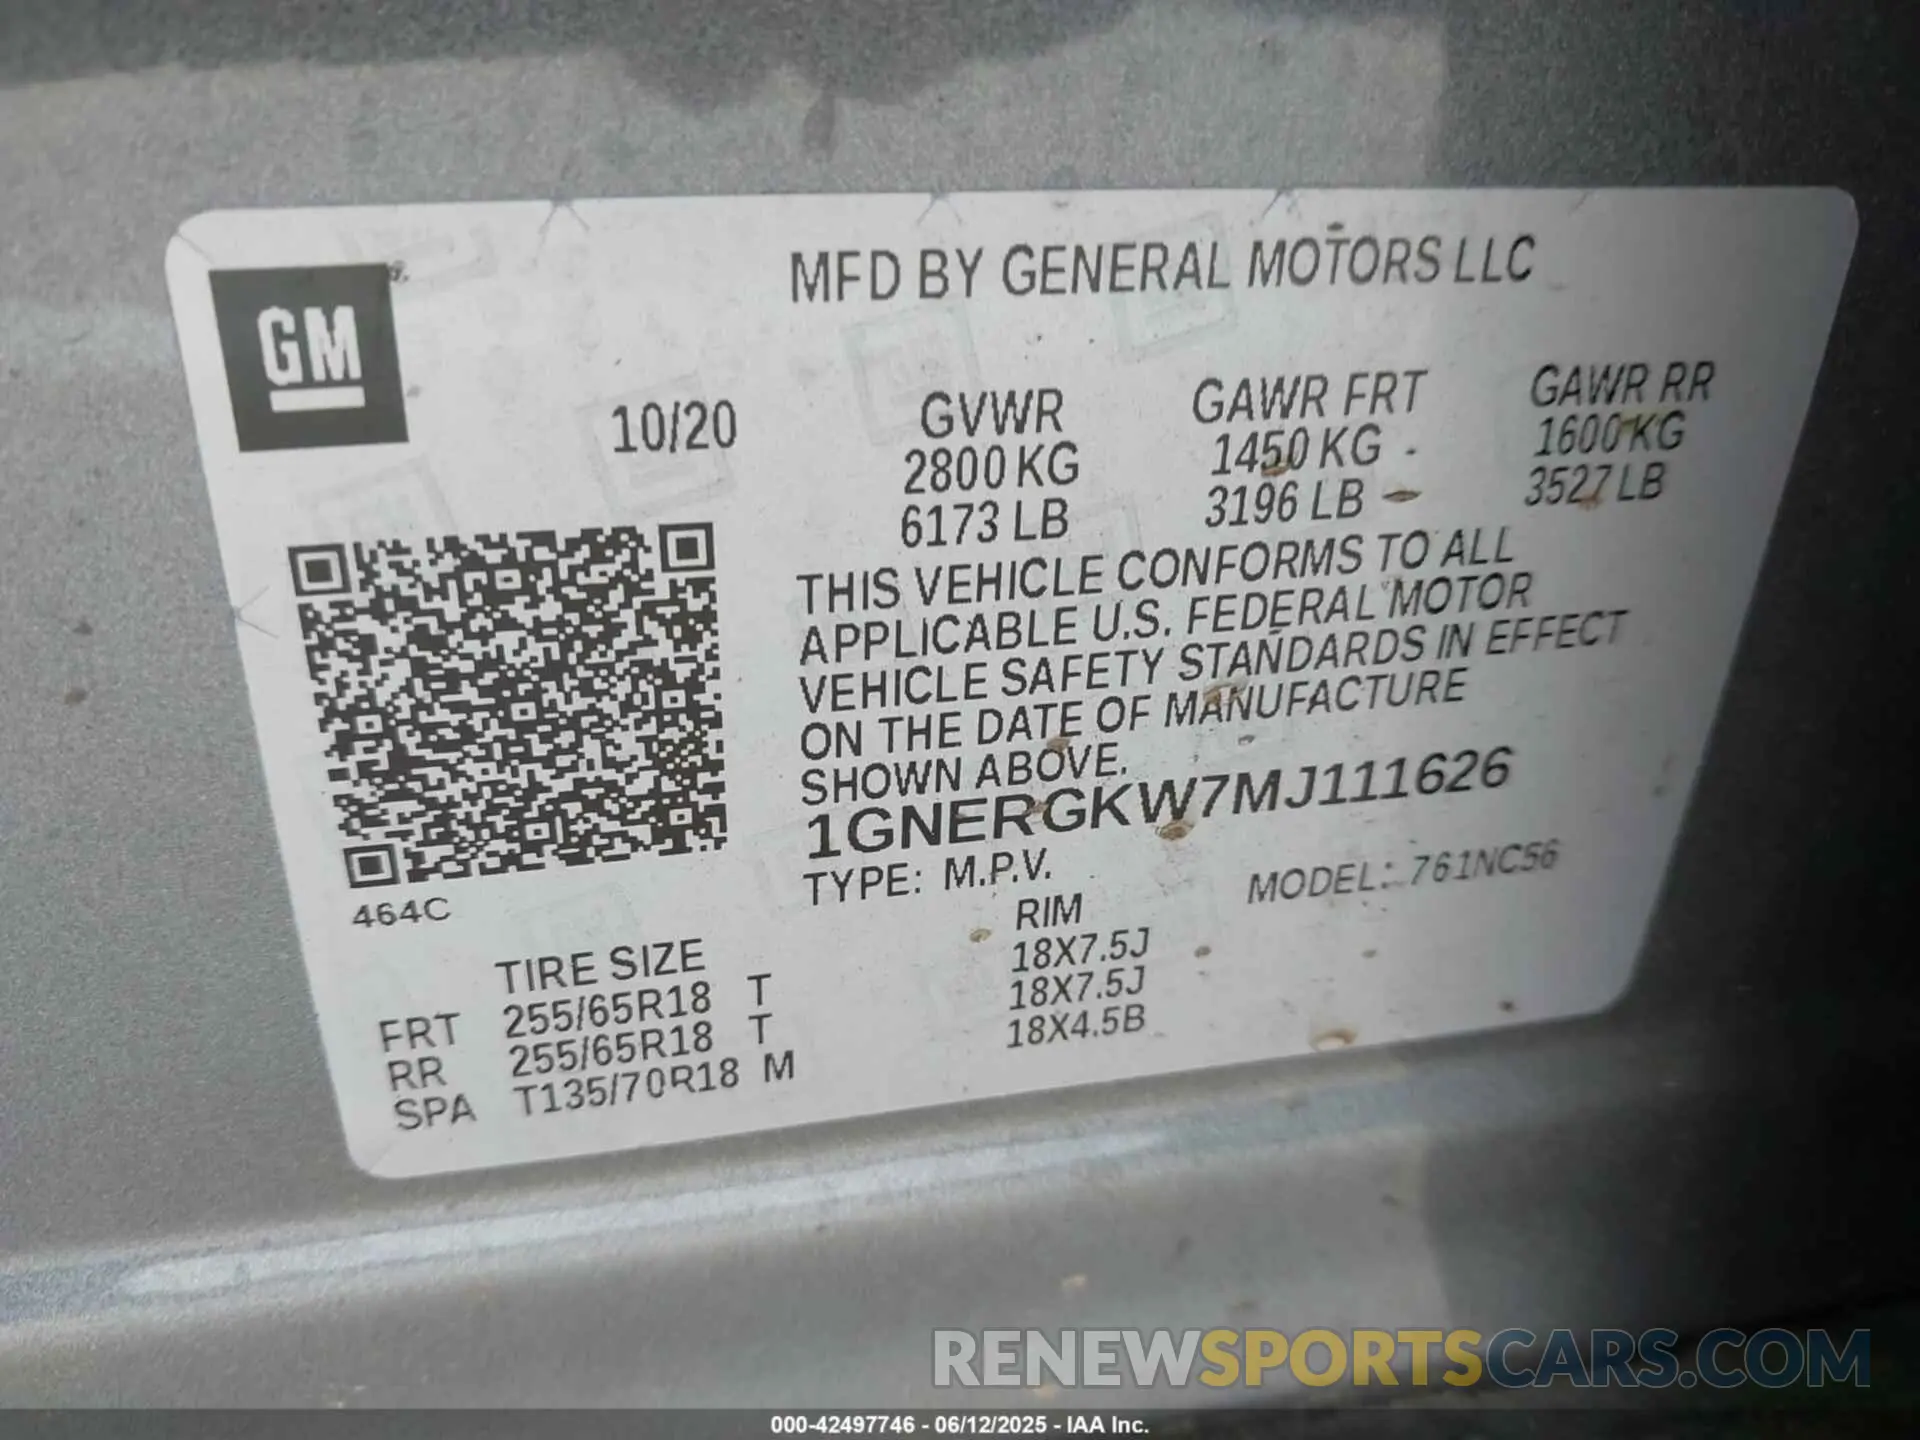 MFD BY GENERAL MOTORS LLC
GM
10/20 GVWR GAWR FRT GAWR RR
2800 KG 1450 KG 1600 KG
6173 LB 3196 LB 3527 LB
THIS VEHICLE CONFORMS TO ALL
APPLICABLE U.S. FEDERAL MOTOR
VEHICLE SAFETY STANDARDS IN EFFECT
ON THE DATE OF MANUFACTURE
SHOWN ABOVE.
1GNERGKW7MJ111626
TYPE: M.P.V. MODEL: 761NC56
464C
TIRE SIZE RIM
FRT 255/65R18 T 18X7.5J
RR 255/65R18 T 18X7.5J
SPA T135/70R18 M 18X4.5B
RENEWSPORTSCARS.COM
000-42497746 - 06/12/2025 - IAA Inc.